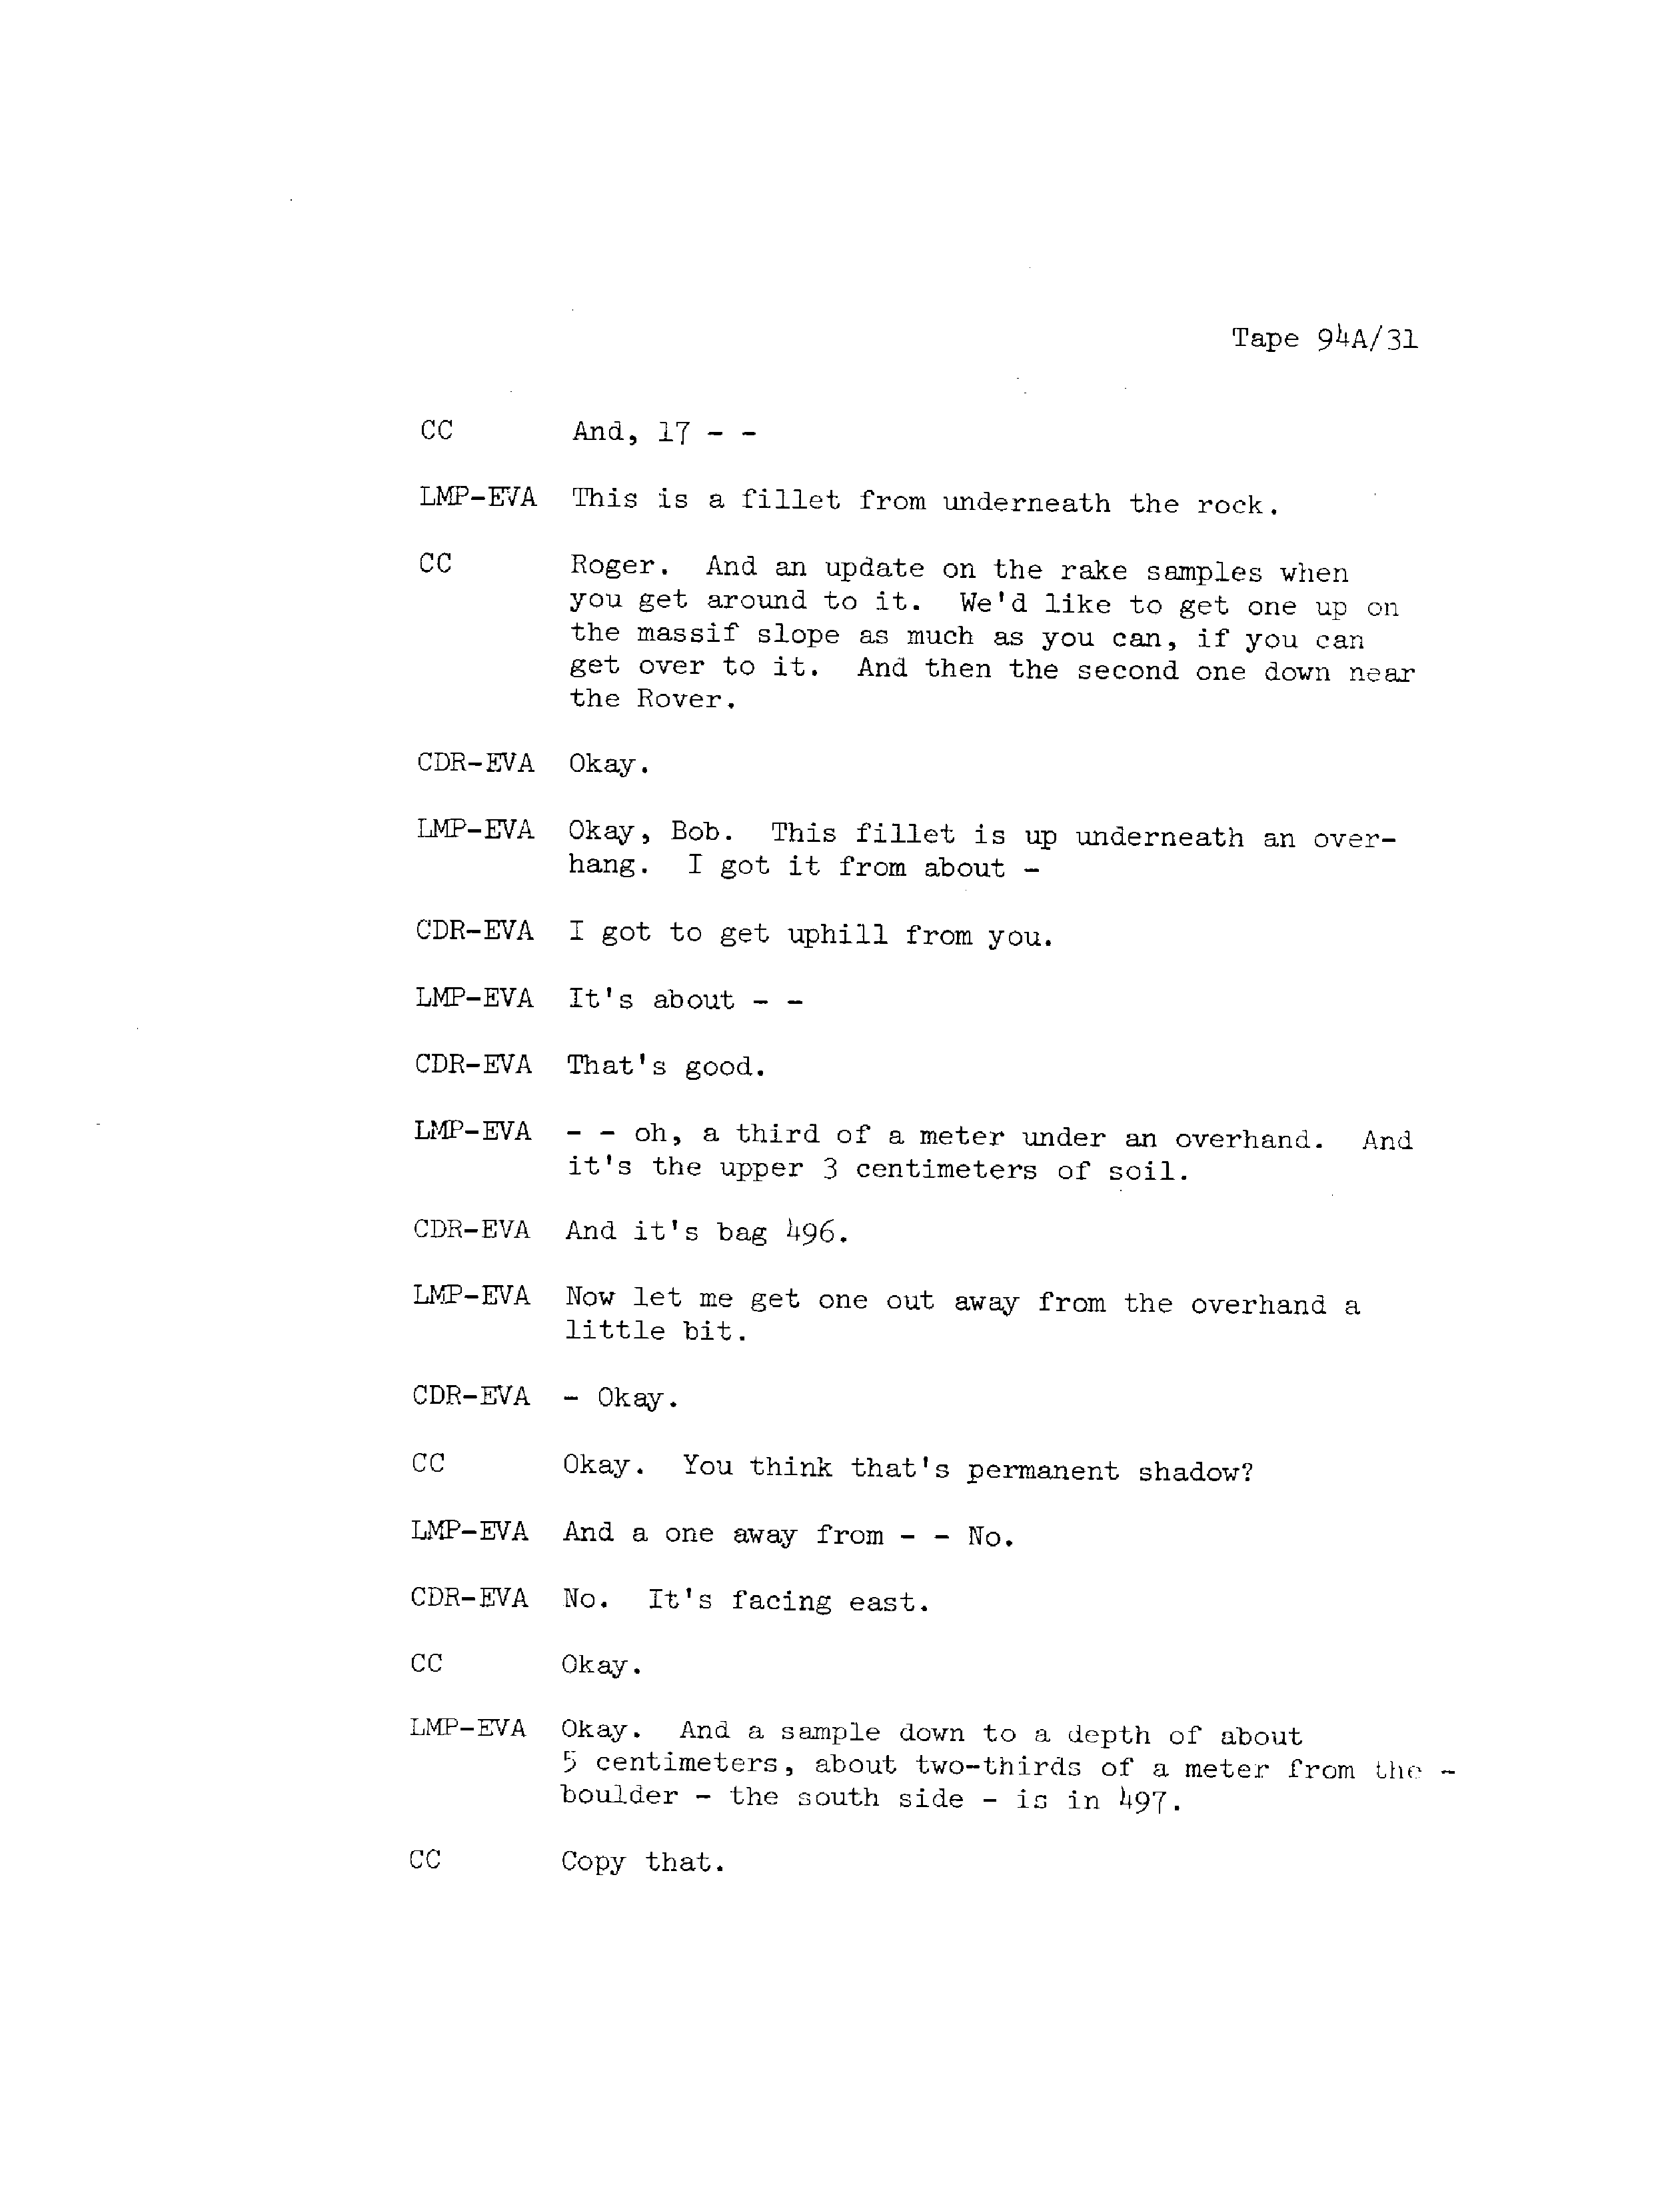 Tape 94A/31
CC And, 17 - -
LMP-EVA This is a fillet from underneath the rock.
CC Roger. And an update on the rake samples when
you get around to it. We'd like to get one up on
the massif slope as much as you can, if you can
get over to it. And then the second one down near
the Rover.
CDR-EVA Okay.
LMP-EVA Okay, Bob. This fillet is up underneath an over-
hang. I got it from about -
CDR-EVA I got to get uphill from you.
LMP-EVA It's about - -
CDR-EVA That's good.
LMP-EVA - - oh, a third of a meter under an overhand. And
it's the upper 3 centimeters of soil.
CDR-EVA And it's bag 496.
LMP-EVA Now let me get one out away from the overhand a
little bit.
CDR-EVA - Okay.
CC Okay. You think that's permanent shadow?
LMP-EVA And a one away from - - No.
CDR-EVA No. It's facing east.
CC Okay.
LMP-EVA Okay. And a sample down to a depth of about
5 centimeters, about two-thirds of a meter from the -
boulder - the south side - is in 497.
CC Copy that.